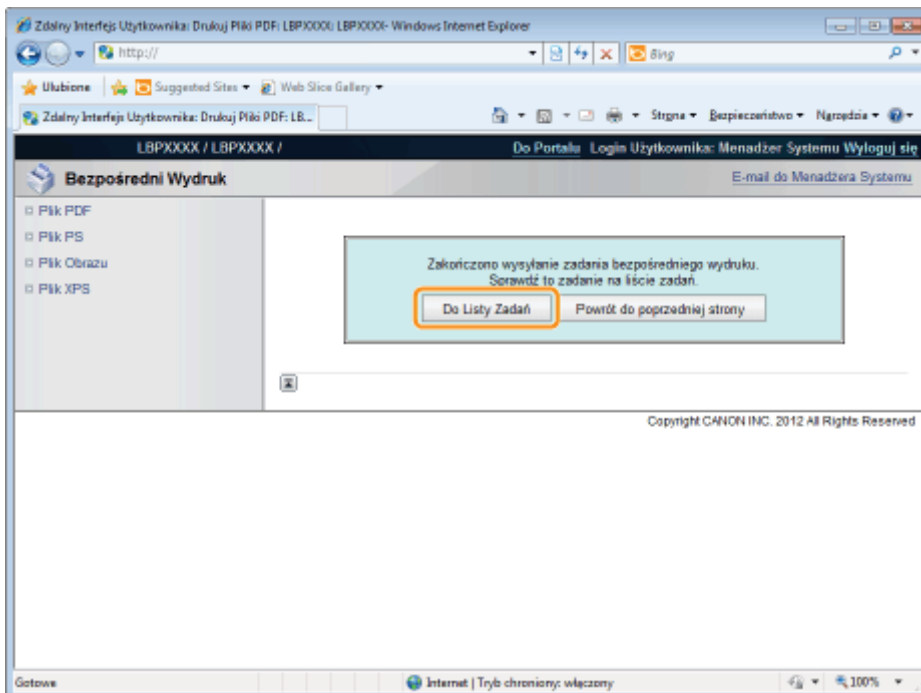 Zdalny Interfejs Użytkownika: Drukuj Pliki PDF: LBPXXXX: LBPXXXX- Windows Internet Explorer
http://
Bing
Ulubione Suggested Sites Web Slice Gallery
Zdalny Interfejs Użytkownika: Drukuj Pliki PDF: LB... Strona Bezpieczeństwo Narzędzia
LBPXXXX / LBPXXXX / Do Portalu Login Użytkownika: Menadżer Systemu Wyloguj się
Bezpośredni Wydruk E-mail do Menadżera Systemu
Plik PDF
Plik PS
Plik Obrazu
Plik XPS
Zakończono wysyłanie zadania bezpośredniego wydruku.
Sprawdź to zadanie na liście zadań.
Do Listy Zadań Powrót do poprzedniej strony
Copyright CANON INC. 2012 All Rights Reserved
Gotowe Internet | Tryb chroniony: włączony 100%